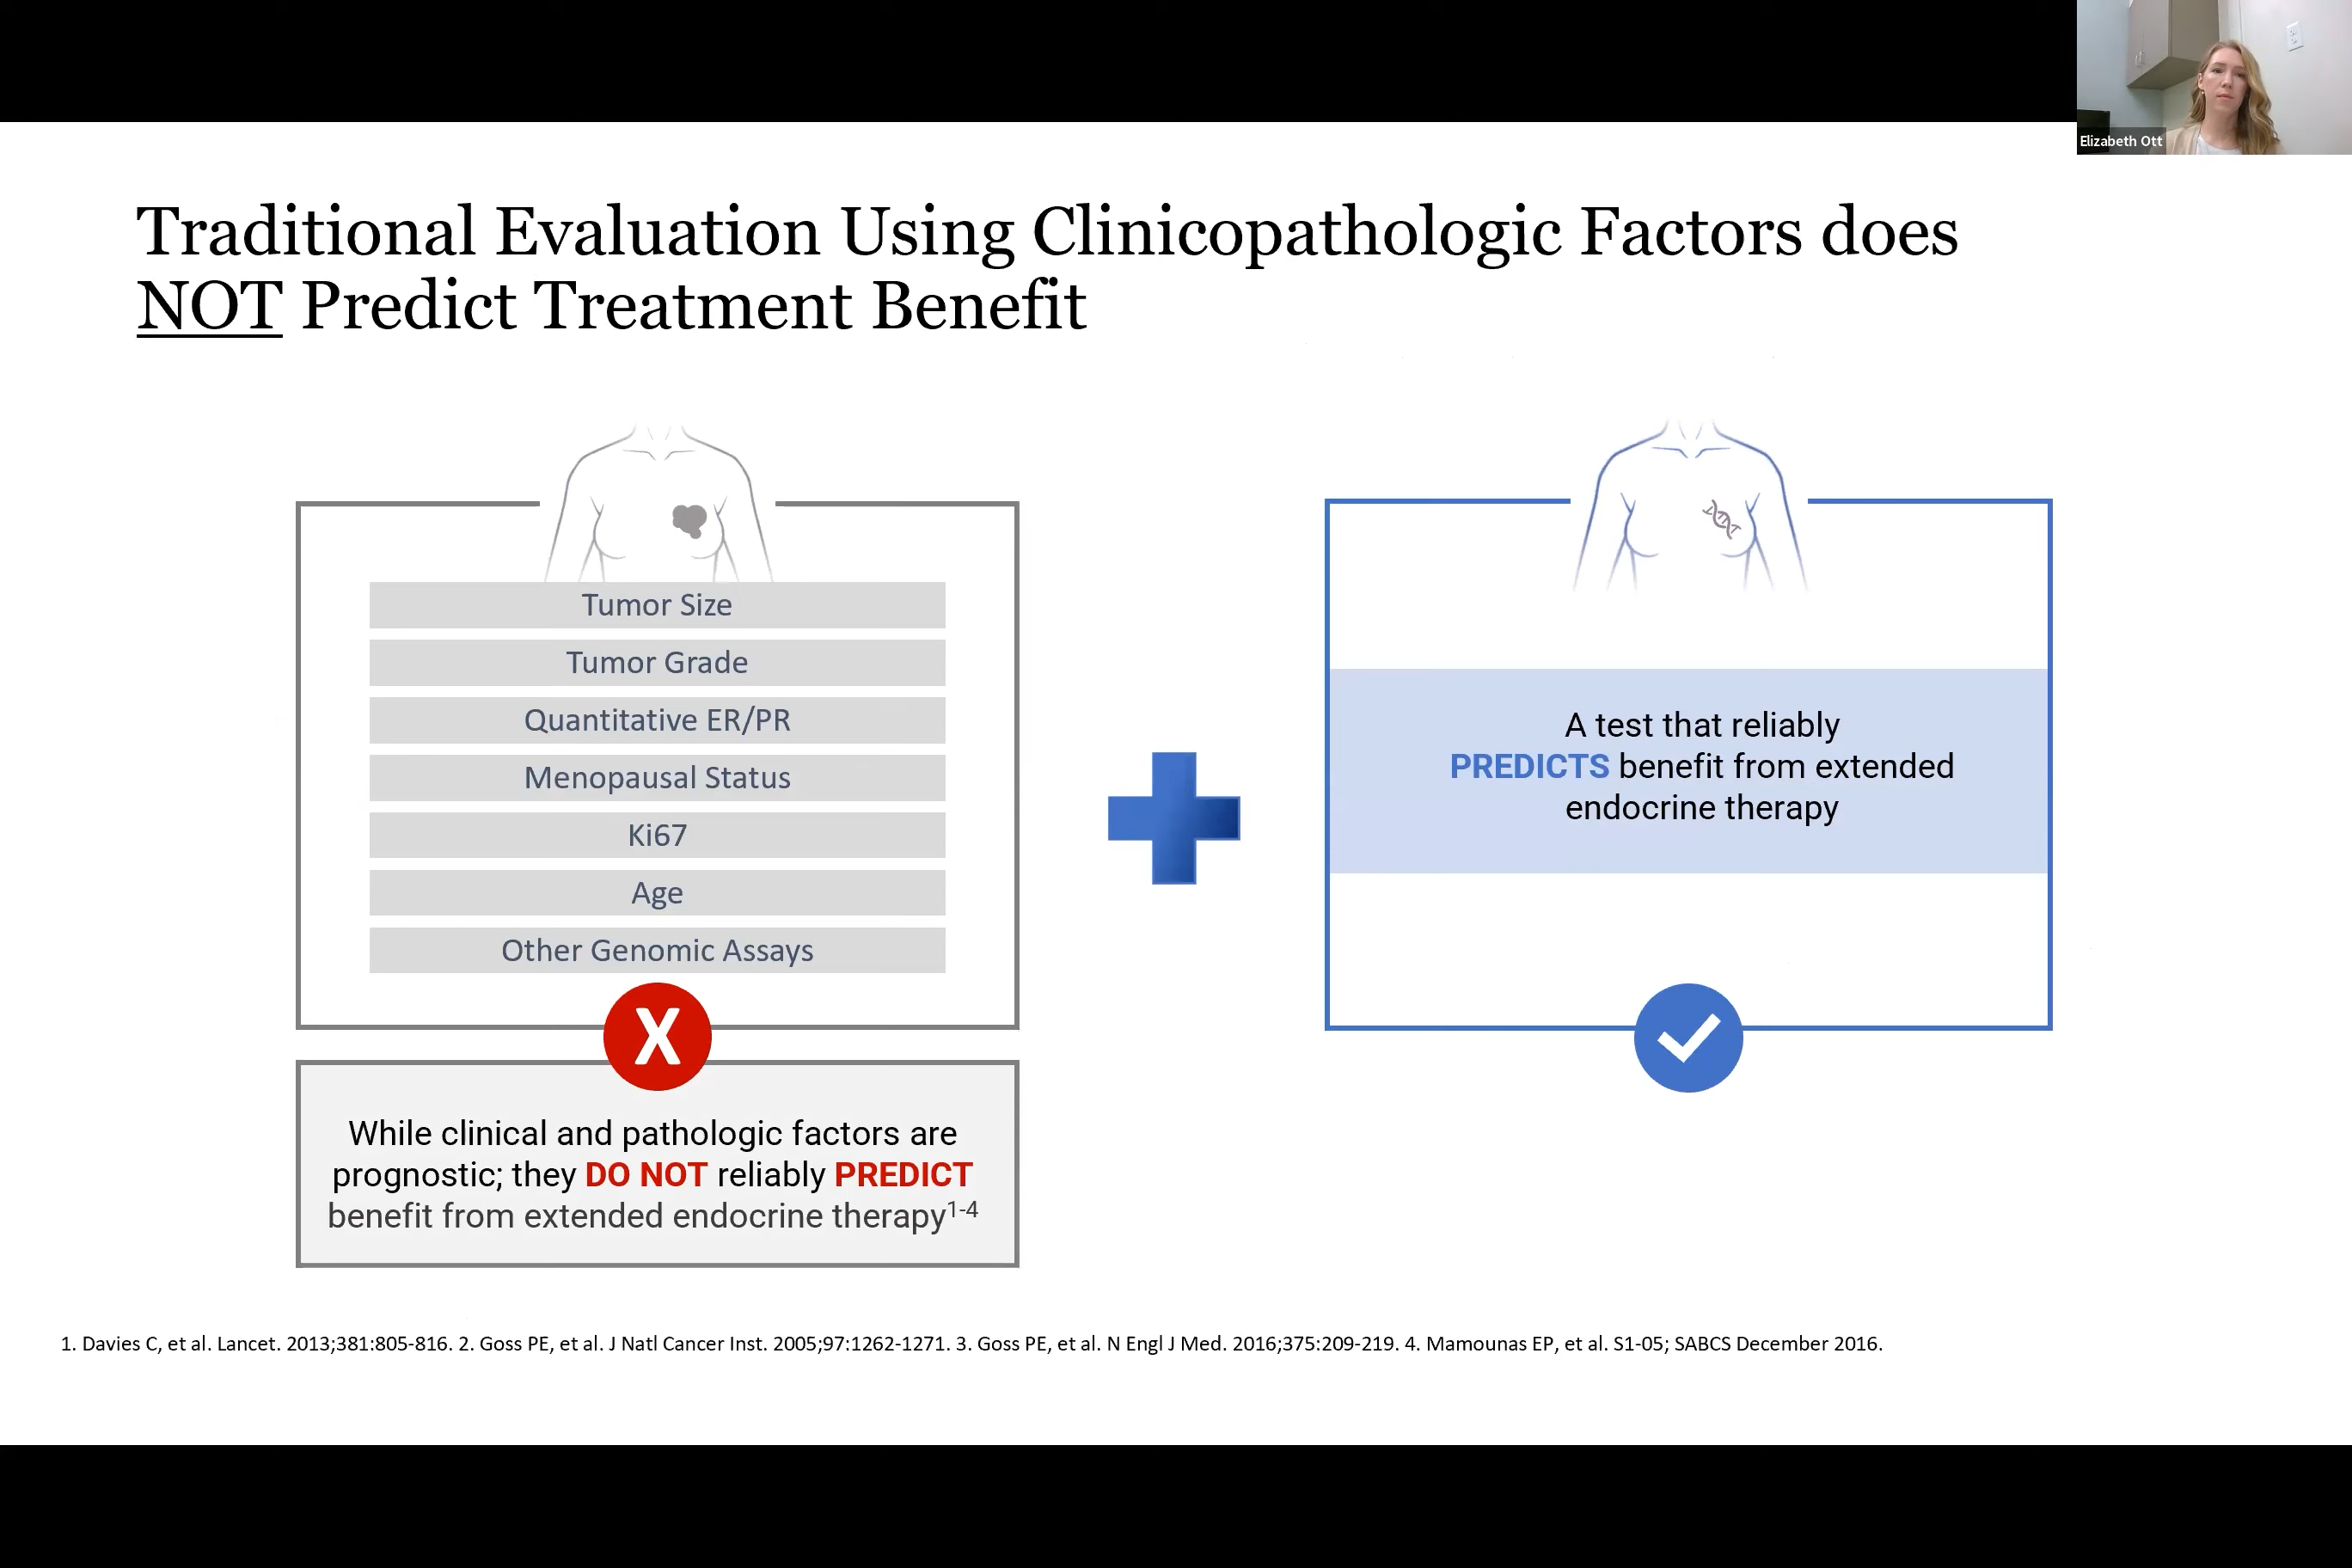 Elizabeth Ott
Traditional Evaluation Using Clinicopathologic Factors does
NOT Predict Treatment Benefit
Tumor Size
Tumor Grade
Quantitative ER/PR
Menopausal Status
Ki67
Age
Other Genomic Assays
X
While clinical and pathologic factors are
prognostic; they DO NOT reliably PREDICT
benefit from extended endocrine therapy1-4
A test that reliably
PREDICTS benefit from extended
endocrine therapy
1. Davies C, et al. Lancet. 2013;381:805-816. 2. Goss PE, et al. J Natl Cancer Inst. 2005;97:1262-1271. 3. Goss PE, et al. N Engl J Med. 2016;375:209-219. 4. Mamounas EP, et al. S1-05; SABCS December 2016.